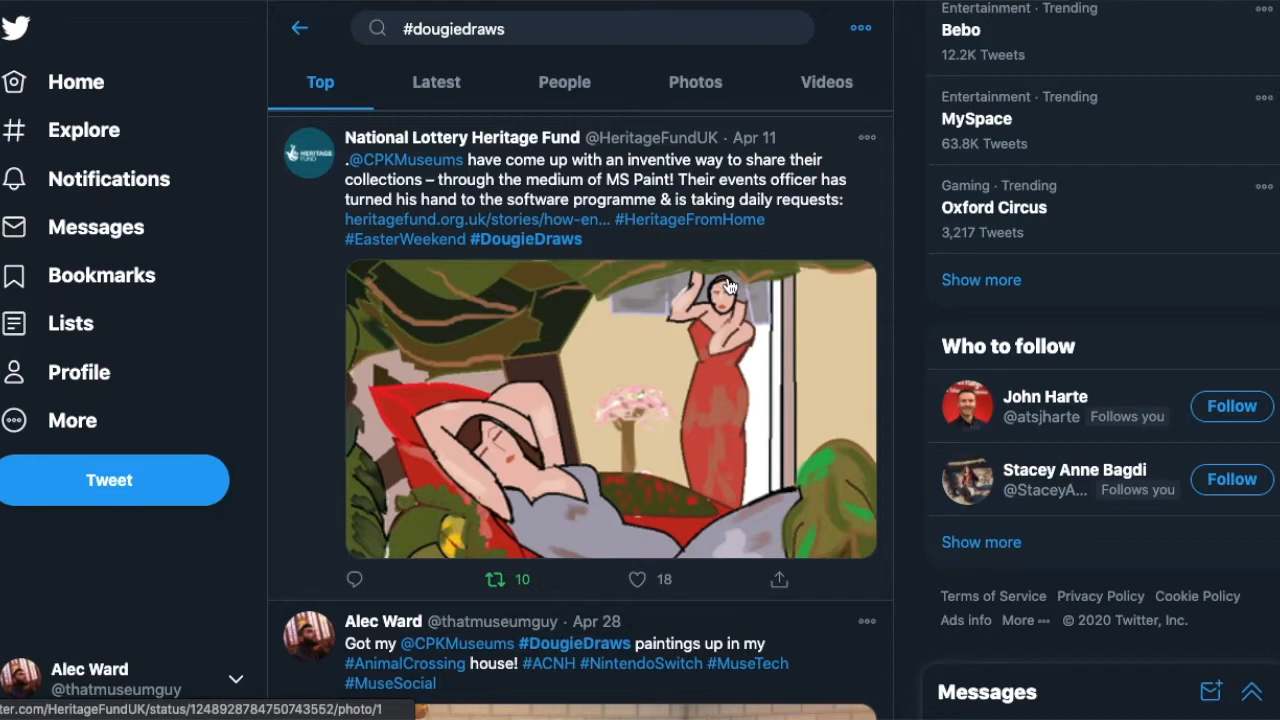 #dougiedraws
Top
Latest
People
Photos
Videos
Home
Explore
Notifications
Messages
Bookmarks
Lists
Profile
More
Tweet
Alec Ward
@thatmuseumguy
ter.com/HeritageFundUK/status/1248928784750743552/photo/1
HERITAGE
FUND
National Lottery Heritage Fund @HeritageFundUK · Apr 11
.@CPKMuseums have come up with an inventive way to share their
collections – through the medium of MS Paint! Their events officer has
turned his hand to the software programme & is taking daily requests:
heritagefund.org.uk/stories/how-en... #HeritageFromHome
#EasterWeekend #DougieDraws
10
18
Alec Ward @thatmuseumguy · Apr 28
Got my @CPKMuseums #DougieDraws paintings up in my
#AnimalCrossing house! #ACNH #NintendoSwitch #MuseTech
#MuseSocial
Entertainment · Trending
Bebo
12.2K Tweets
Entertainment · Trending
MySpace
63.8K Tweets
Gaming · Trending
Oxford Circus
3,217 Tweets
Show more
Who to follow
John Harte
@atsjharte Follows you
Follow
Stacey Anne Bagdi
@StaceyA... Follows you
Follow
Show more
Terms of Service Privacy Policy Cookie Policy
Ads info More © 2020 Twitter, Inc.
Messages